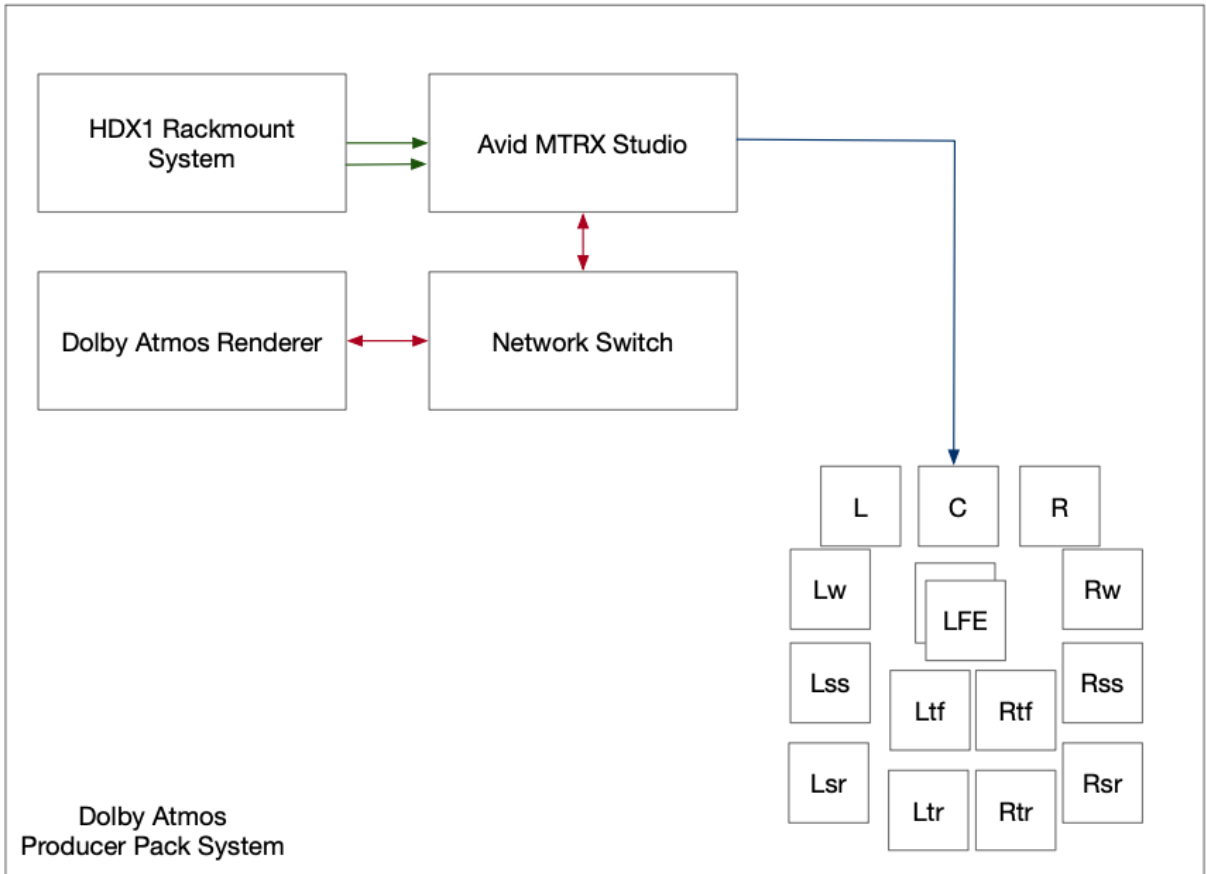 HDX1 Rackmount
System
Avid MTRX Studio
Dolby Atmos Renderer
Network Switch
L
C
R
Lw
LFE
Rw
Lss
Ltf
Rtf
Rss
Lsr
Ltr
Rtr
Rsr
Dolby Atmos
Producer Pack System